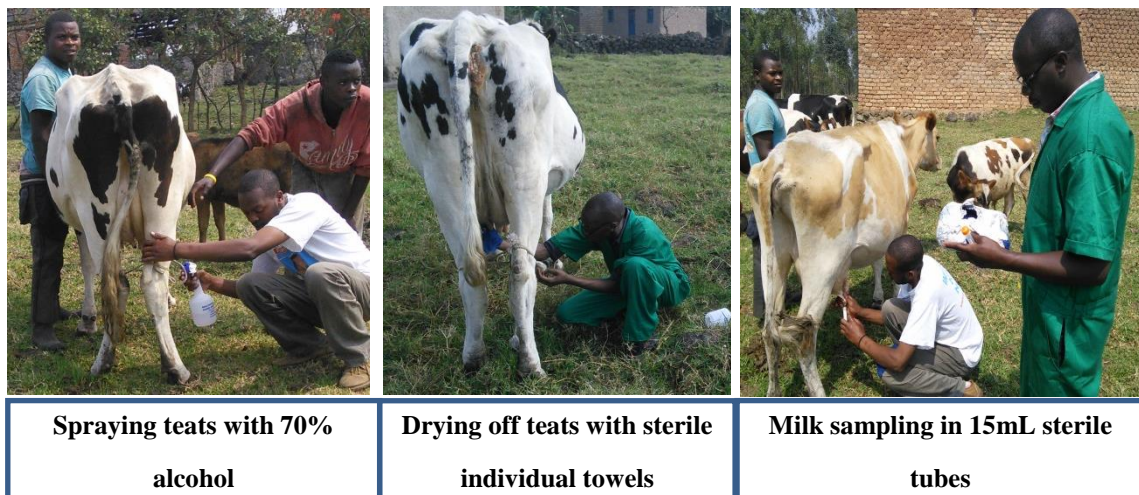 Spraying teats with 70%
alcohol
Drying off teats with sterile
individual towels
Milk sampling in 15mL sterile
tubes